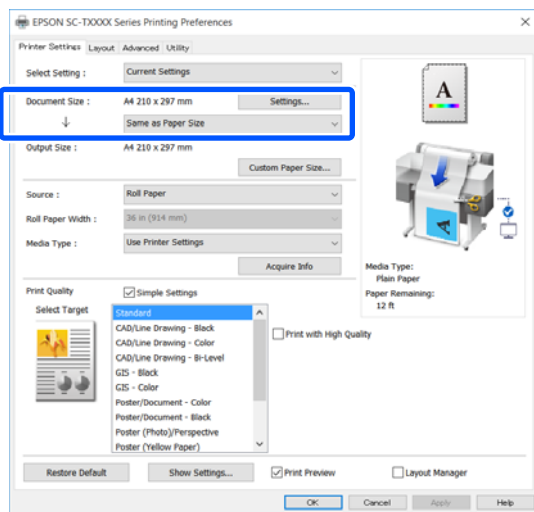 EPSON SC-TXXXX Series Printing Preferences
Printer Settings Layout Advanced Utility
Select Setting : Current Settings
Document Size : A4 210 x 297 mm Settings...
↓ Same as Paper Size
Output Size : A4 210 x 297 mm
Custom Paper Size...
Source : Roll Paper
Roll Paper Width : 36 in (914 mm)
Media Type : Use Printer Settings
Acquire Info
Print Quality Simple Settings
Select Target
Standard
CAD/Line Drawing - Black
CAD/Line Drawing - Color
CAD/Line Drawing - Bi-Level
GIS - Black
GIS - Color
Poster/Document - Color
Poster/Document - Black
Poster (Photo)/Perspective
Poster (Yellow Paper)
Print with High Quality
A
A
Media Type:
Plain Paper
Paper Remaining:
12 ft
Restore Default Show Settings... Print Preview Layout Manager
OK Cancel Apply Help